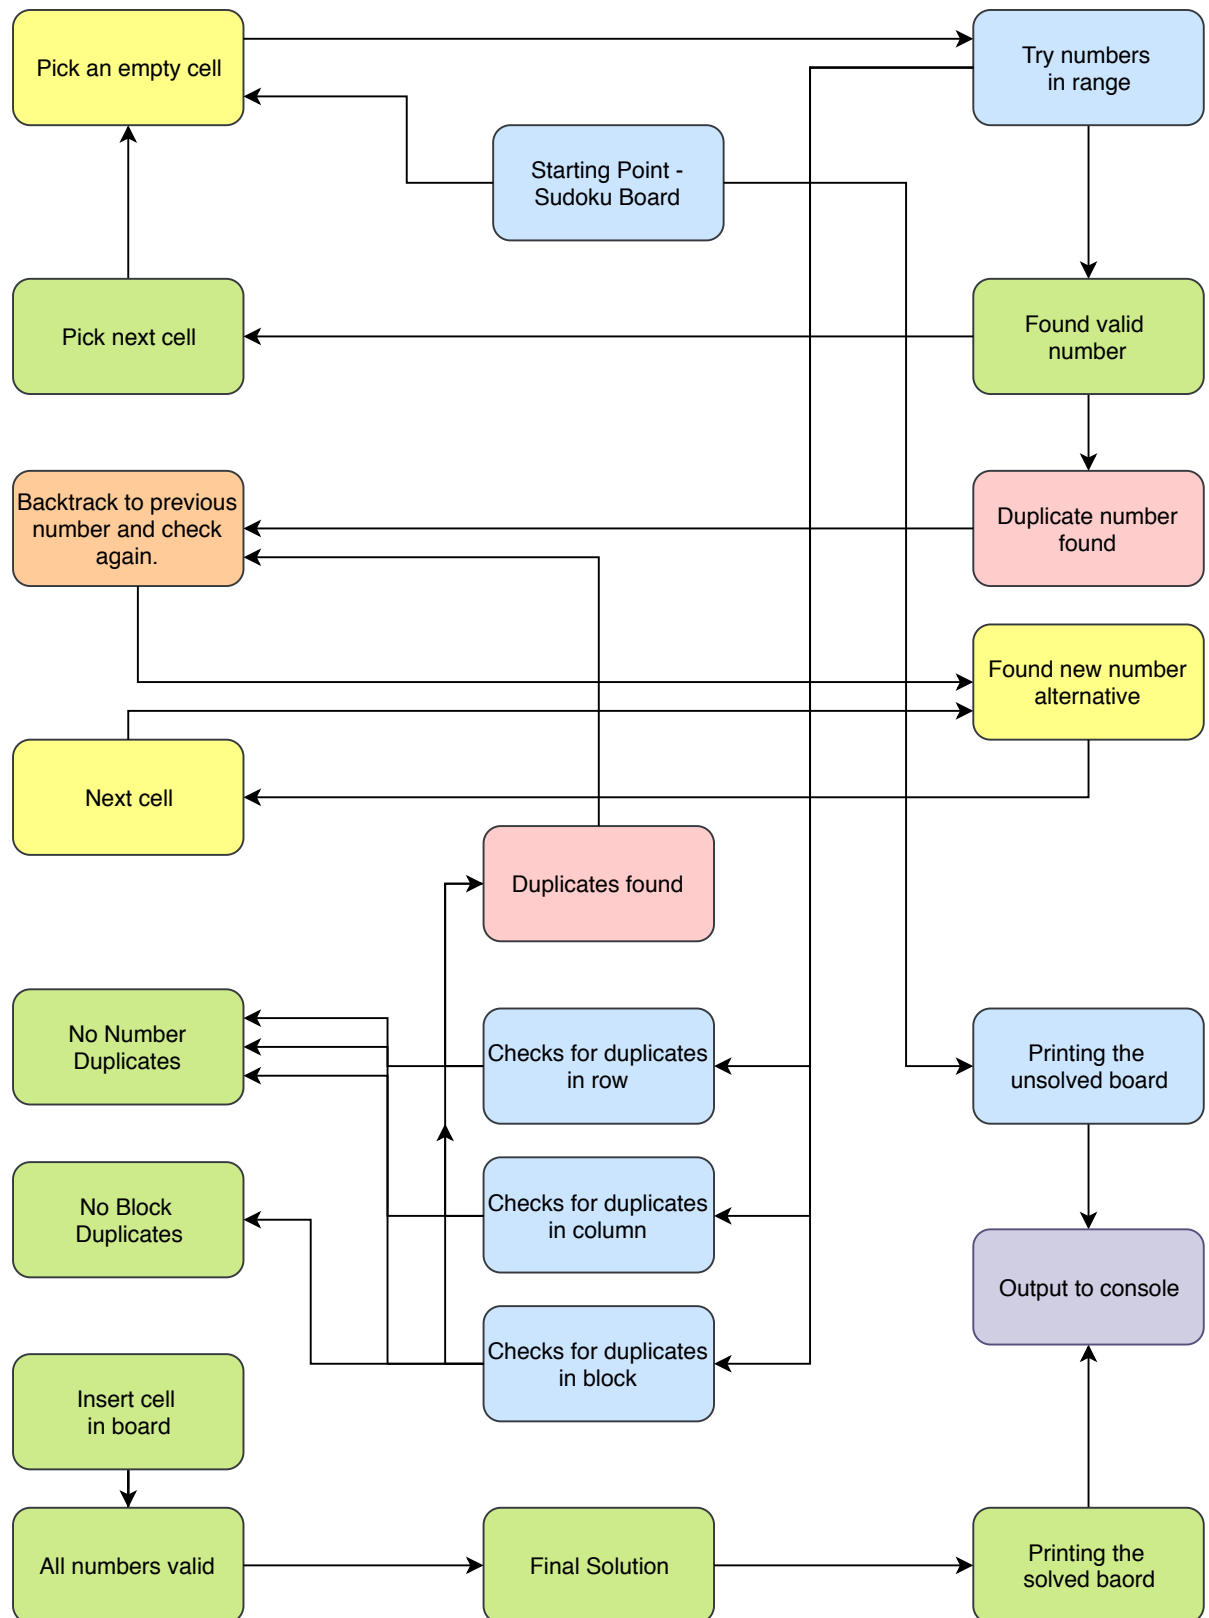 Pick an empty cell
Try numbers
in range
Starting Point -
Sudoku Board
Pick next cell
Found valid
number
Backtrack to previous
number and check
again.
Duplicate number
found
Found new number
alternative
Next cell
Duplicates found
No Number
Duplicates
Checks for duplicates
in row
Printing the
unsolved board
No Block
Duplicates
Checks for duplicates
in column
Output to console
Checks for duplicates
in block
Insert cell
in board
All numbers valid
Final Solution
Printing the
solved baord